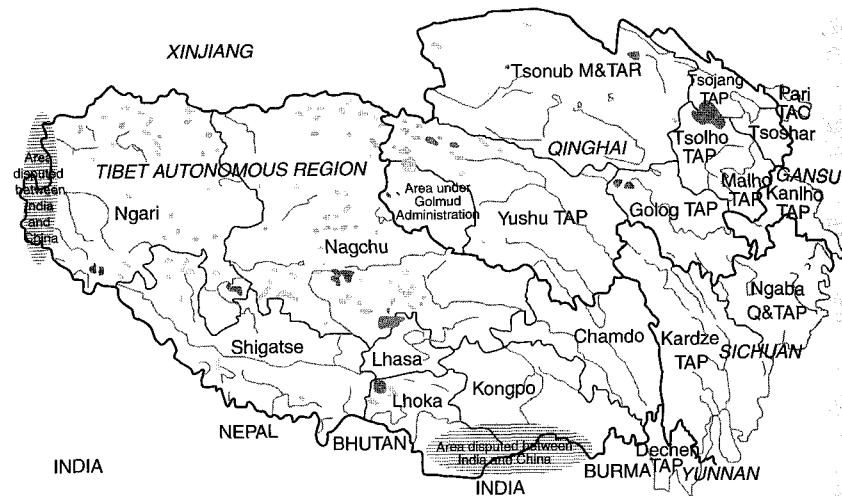 XINJIANG
Tsonub M&TAR
Tsojang
TAP
Pari
TAC
Tsoshar
QINGHAI
Tsolho
TAP
Malho
TAP
GANSU
Kanlho
TAP
Area
disputed
between
India
and
China
TIBET AUTONOMOUS REGION
Ngari
Area under
Golmud
Administration
Yushu TAP
Golog TAP
Nagchu
Ngaba
Q&TAP
Shigatse
Lhasa
Chamdo
Kardze
TAP
SICHUAN
Lhoka
Kongpo
NEPAL
BHUTAN
Area disputed between
India and China
INDIA
INDIA
BURMA
Dechen
TAP
YUNNAN